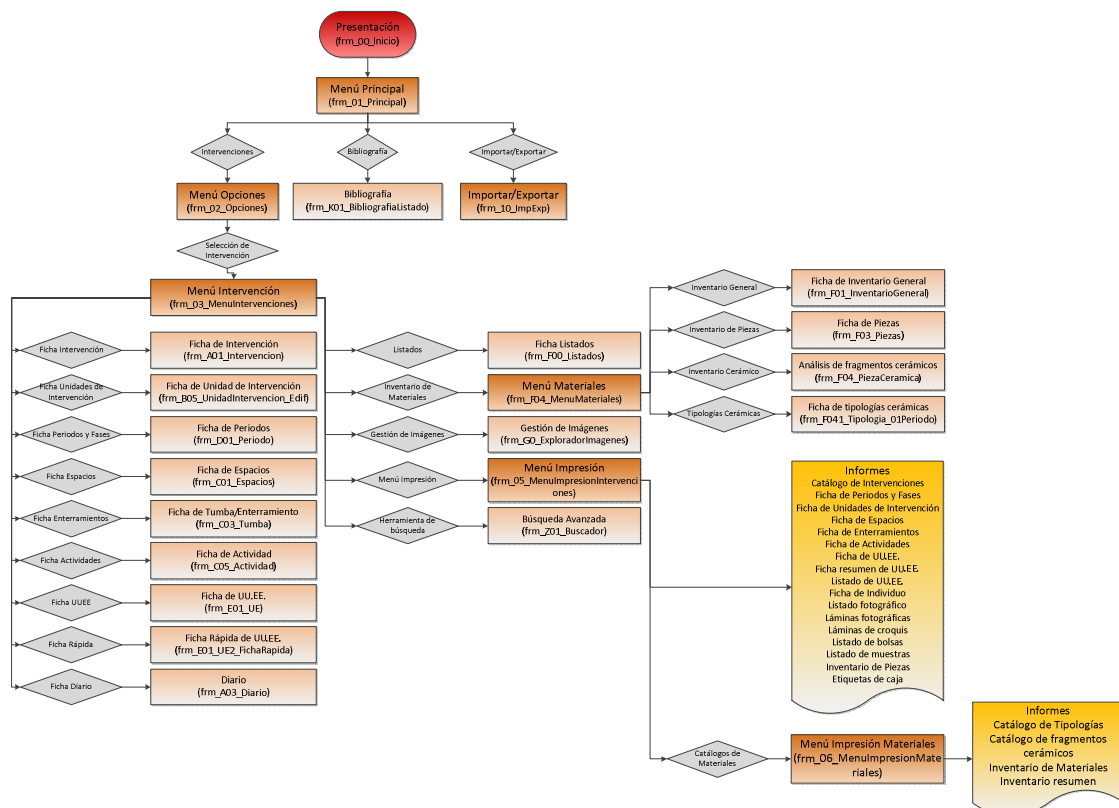 Presentación
(frm_00_Inicio)
Menú Principal
(frm_01_Principal)
Intervenciones
Bibliografía
Importar/Exportar
Menú Opciones
(frm_02_Opciones)
Bibliografia
(frm_K01_BibliografiaListado)
Importar/Exportar
(frm_10_ImpExp)
Selección de
Intervención
Menú Intervención
(frm_03_MenuIntervenciones)
Ficha Intervención
Ficha de Intervención
(frm_A01_Intervencion)
Ficha Unidades de
Intervención
Ficha de Unidad de Intervención
(frm_B05_UnidadIntervencion_Edif)
Ficha Periodos y Fases
Ficha de Periodos
(frm_D01_Periodo)
Ficha Espacios
Ficha de Espacios
(frm_C01_Espacios)
Ficha Enterramientos
Ficha de Tumba/Enterramiento
(frm_C03_Tumba)
Ficha Actividades
Ficha de Actividad
(frm_C05_Actividad)
Ficha UUEE
Ficha de UU.EE.
(frm_E01_UE)
Ficha Rápida
Ficha Rápida de UU.EE.
(frm_E01_UE2_FichaRapida)
Ficha Diario
Diario
(frm_A03_Diario)
Listados
Ficha Listados
(frm_F00_Listados)
Inventario de
Materiales
Menú Materiales
(frm_F04_MenuMateriales)
Gestión de Imágenes
Gestión de Imágenes
(frm_G0_ExploradorImagenes)
Menú Impresión
Menú Impresión
(frm_05_MenuImpresionIntervenci
ones)
Herramienta de
búsqueda
Búsqueda Avanzada
(frm_Z01_Buscador)
Inventario General
Ficha de Inventario General
(frm_F01_InventarioGeneral)
Inventario de Piezas
Ficha de Piezas
(frm_F03_Piezas)
Inventario Cerámico
Análisis de fragmentos cerámicos
(frm_F04_PiezaCeramica)
Tipologías Cerámicas
Ficha de tipologías cerámicas
(frm_F041_Tipologia_01Periodo)
Informes
Catálogo de Intervenciones
Ficha de Periodos y Fases
Ficha de Unidades de Intervención
Ficha de Espacios
Ficha de Enterramientos
Ficha de Actividades
Ficha de UU.EE.
Ficha resumen de UU.EE.
Listado de UU.EE.
Ficha de Individuo
Listado fotográfico
Láminas fotográficas
Láminas de croquis
Listado de bolsas
Listado de muestras
Inventario de Piezas
Etiquetas de caja
Catálogos de
Materiales
Menú Impresión Materiales
(frm_06_MenuImpresionMate
riales)
Informes
Catálogo de Tipologías
Catálogo de fragmentos
cerámicos
Inventario de Materiales
Inventario resumen